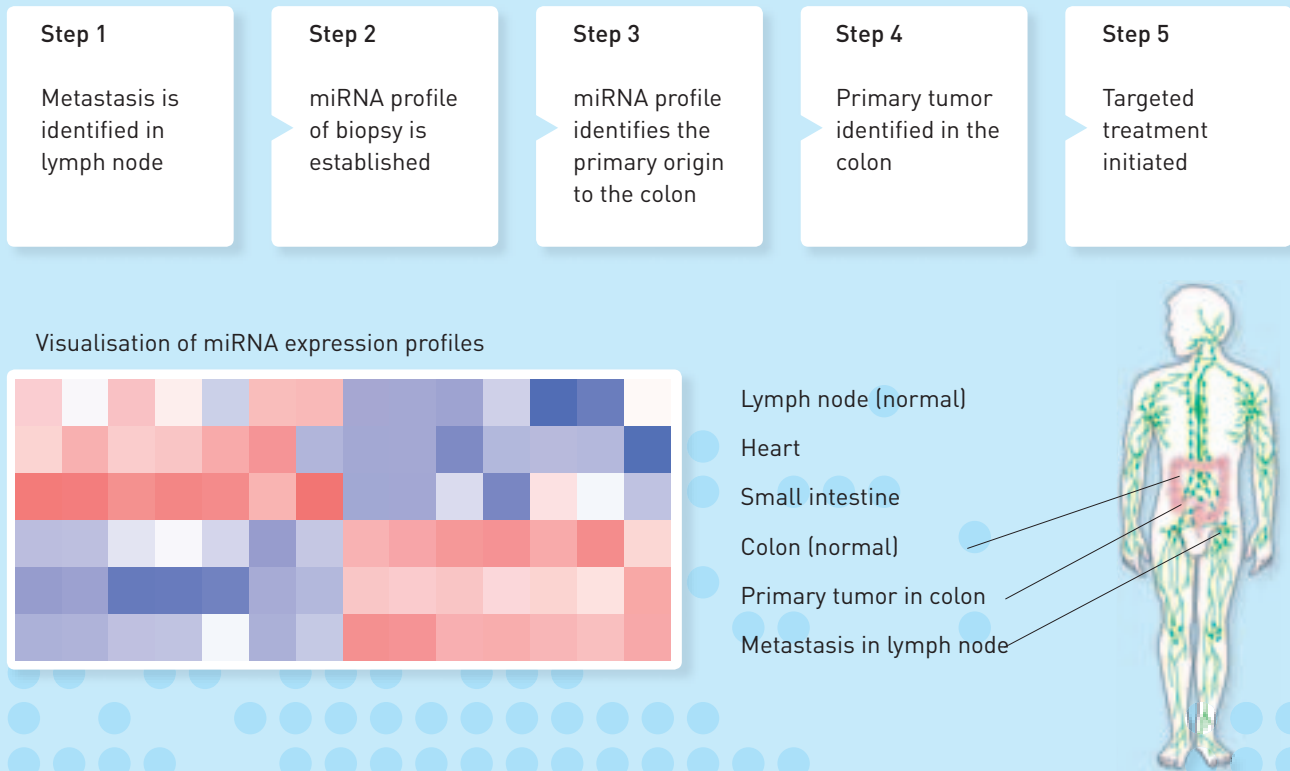 Step 1
Metastasis is
identified in
lymph node
Step 2
miRNA profile
of biopsy is
established
Step 3
miRNA profile
identifies the
primary origin
to the colon
Step 4
Primary tumor
identified in the
colon
Step 5
Targeted
treatment
initiated
Visualisation of miRNA expression profiles
Lymph node (normal)
Heart
Small intestine
Colon (normal)
Primary tumor in colon
Metastasis in lymph node